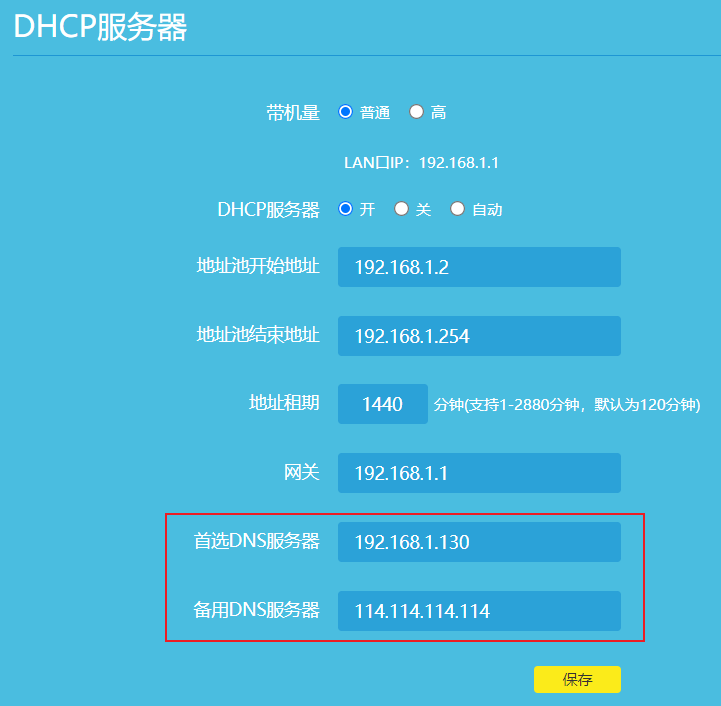 DHCP服务器
带机量 普通 高
LAN口IP：192.168.1.1
DHCP服务器 开 关 自动
地址池开始地址 192.168.1.2
地址池结束地址 192.168.1.254
地址租期 1440 分钟(支持1-2880分钟，默认为120分钟)
网关 192.168.1.1
首选DNS服务器 192.168.1.130
备用DNS服务器 114.114.114.114
保存